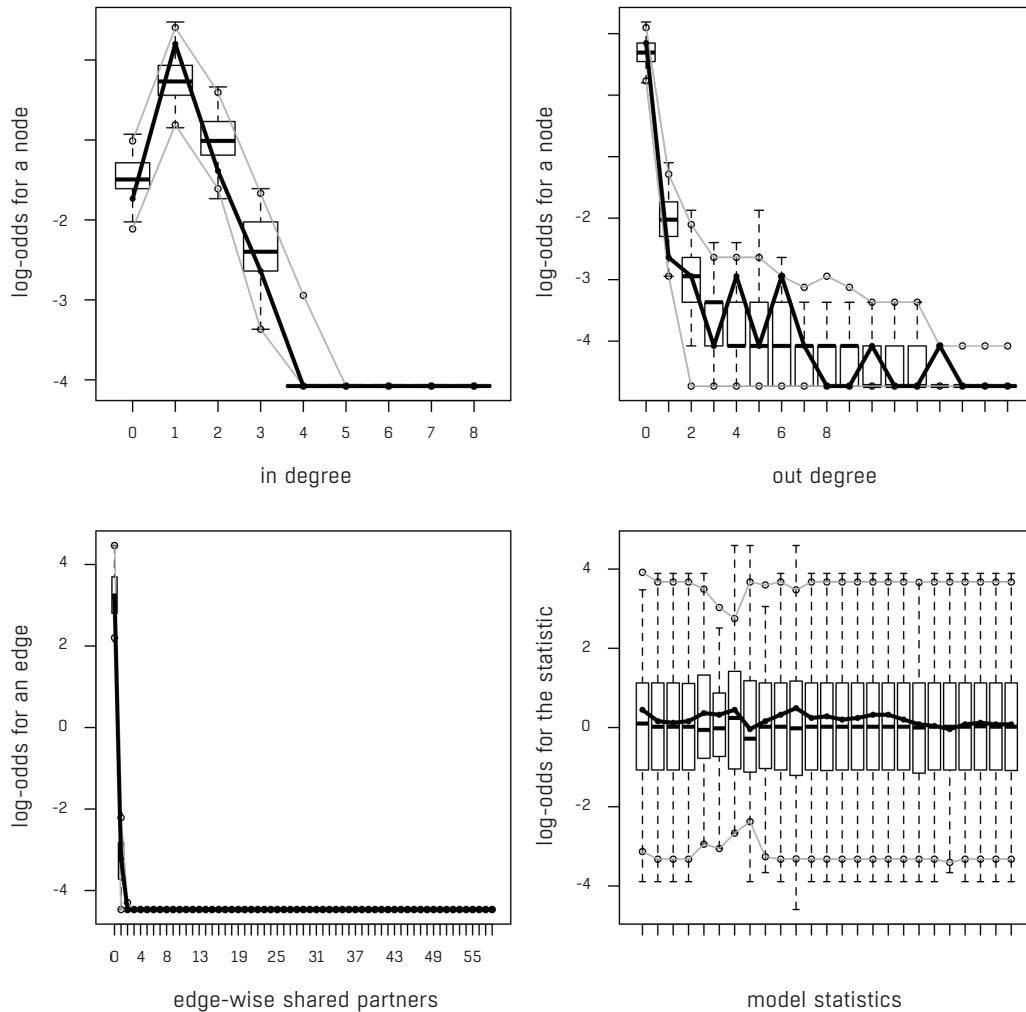 log-odds for a node
-2
-3
-4
0 1 2 3 4 5 6 7 8
in degree
log-odds for a node
-2
-3
-4
0 2 4 6 8
out degree
log-odds for an edge
4
2
0
-2
-4
0 4 8 13 19 25 31 37 43 49 55
edge-wise shared partners
log-odds for the statistic
4
2
0
-2
-4
model statistics